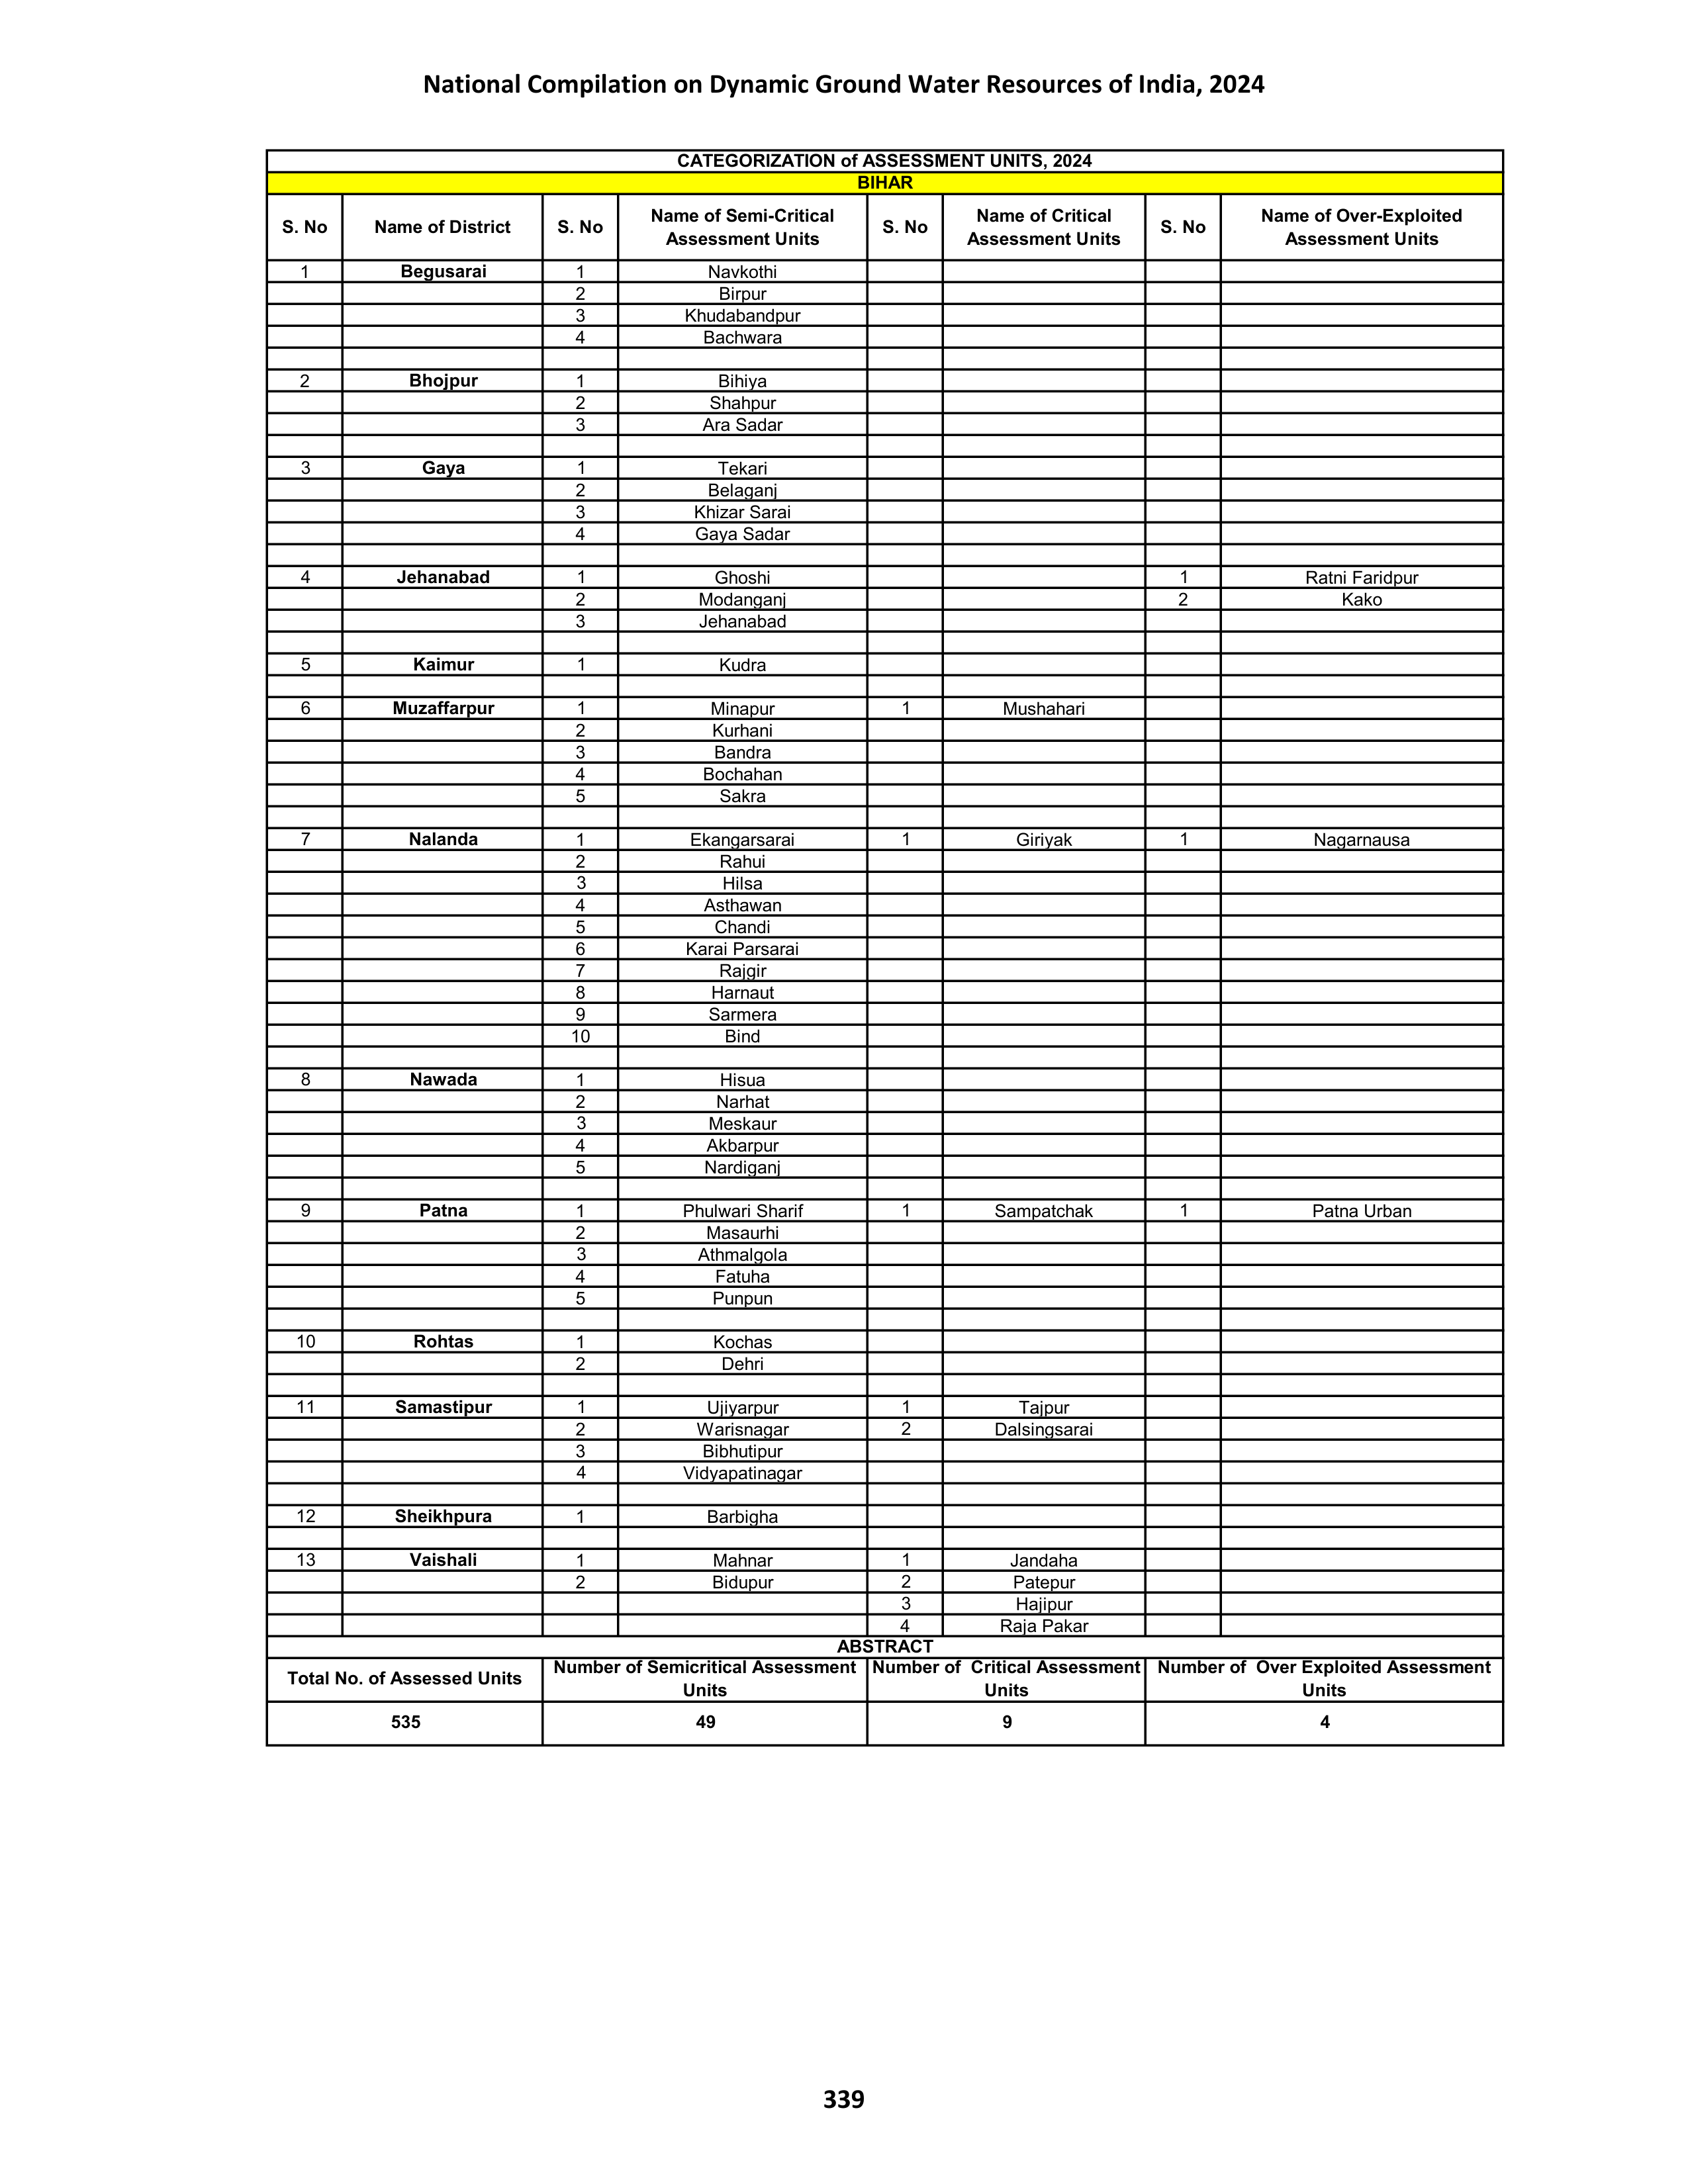 National Compilation on Dynamic Ground Water Resources of India, 2024
CATEGORIZATION of ASSESSMENT UNITS, 2024
BIHAR
S. No Name of District S. No Name of Semi-Critical Assessment Units S. No Name of Critical Assessment Units S. No Name of Over-Exploited Assessment Units
1 Begusarai 1 Navkothi
2 Birpur
3 Khudabandpur
4 Bachwara
2 Bhojpur 1 Bihiya
2 Shahpur
3 Ara Sadar
3 Gaya 1 Tekari
2 Belaganj
3 Khizar Sarai
4 Gaya Sadar
4 Jehanabad 1 Ghoshi 1 Ratni Faridpur
2 Modanganj 2 Kako
3 Jehanabad
5 Kaimur 1 Kudra
6 Muzaffarpur 1 Minapur 1 Mushahari
2 Kurhani
3 Bandra
4 Bochahan
5 Sakra
7 Nalanda 1 Ekangarsarai 1 Giriyak 1 Nagarnausa
2 Rahui
3 Hilsa
4 Asthawan
5 Chandi
6 Karai Parsarai
7 Rajgir
8 Harnaut
9 Sarmera
10 Bind
8 Nawada 1 Hisua
2 Narhat
3 Meskaur
4 Akbarpur
5 Nardiganj
9 Patna 1 Phulwari Sharif 1 Sampatchak 1 Patna Urban
2 Masaurhi
3 Athmalgola
4 Fatuha
5 Punpun
10 Rohtas 1 Kochas
2 Dehri
11 Samastipur 1 Ujiyarpur 1 Tajpur
2 Warisnagar 2 Dalsingsarai
3 Bibhutipur
4 Vidyapatinagar
12 Sheikhpura 1 Barbigha
13 Vaishali 1 Mahnar 1 Jandaha
2 Bidupur 2 Patepur
3 Hajipur
4 Raja Pakar
ABSTRACT
Total No. of Assessed Units Number of Semicritical Assessment Units Number of Critical Assessment Units Number of Over Exploited Assessment Units
535 49 9 4
339